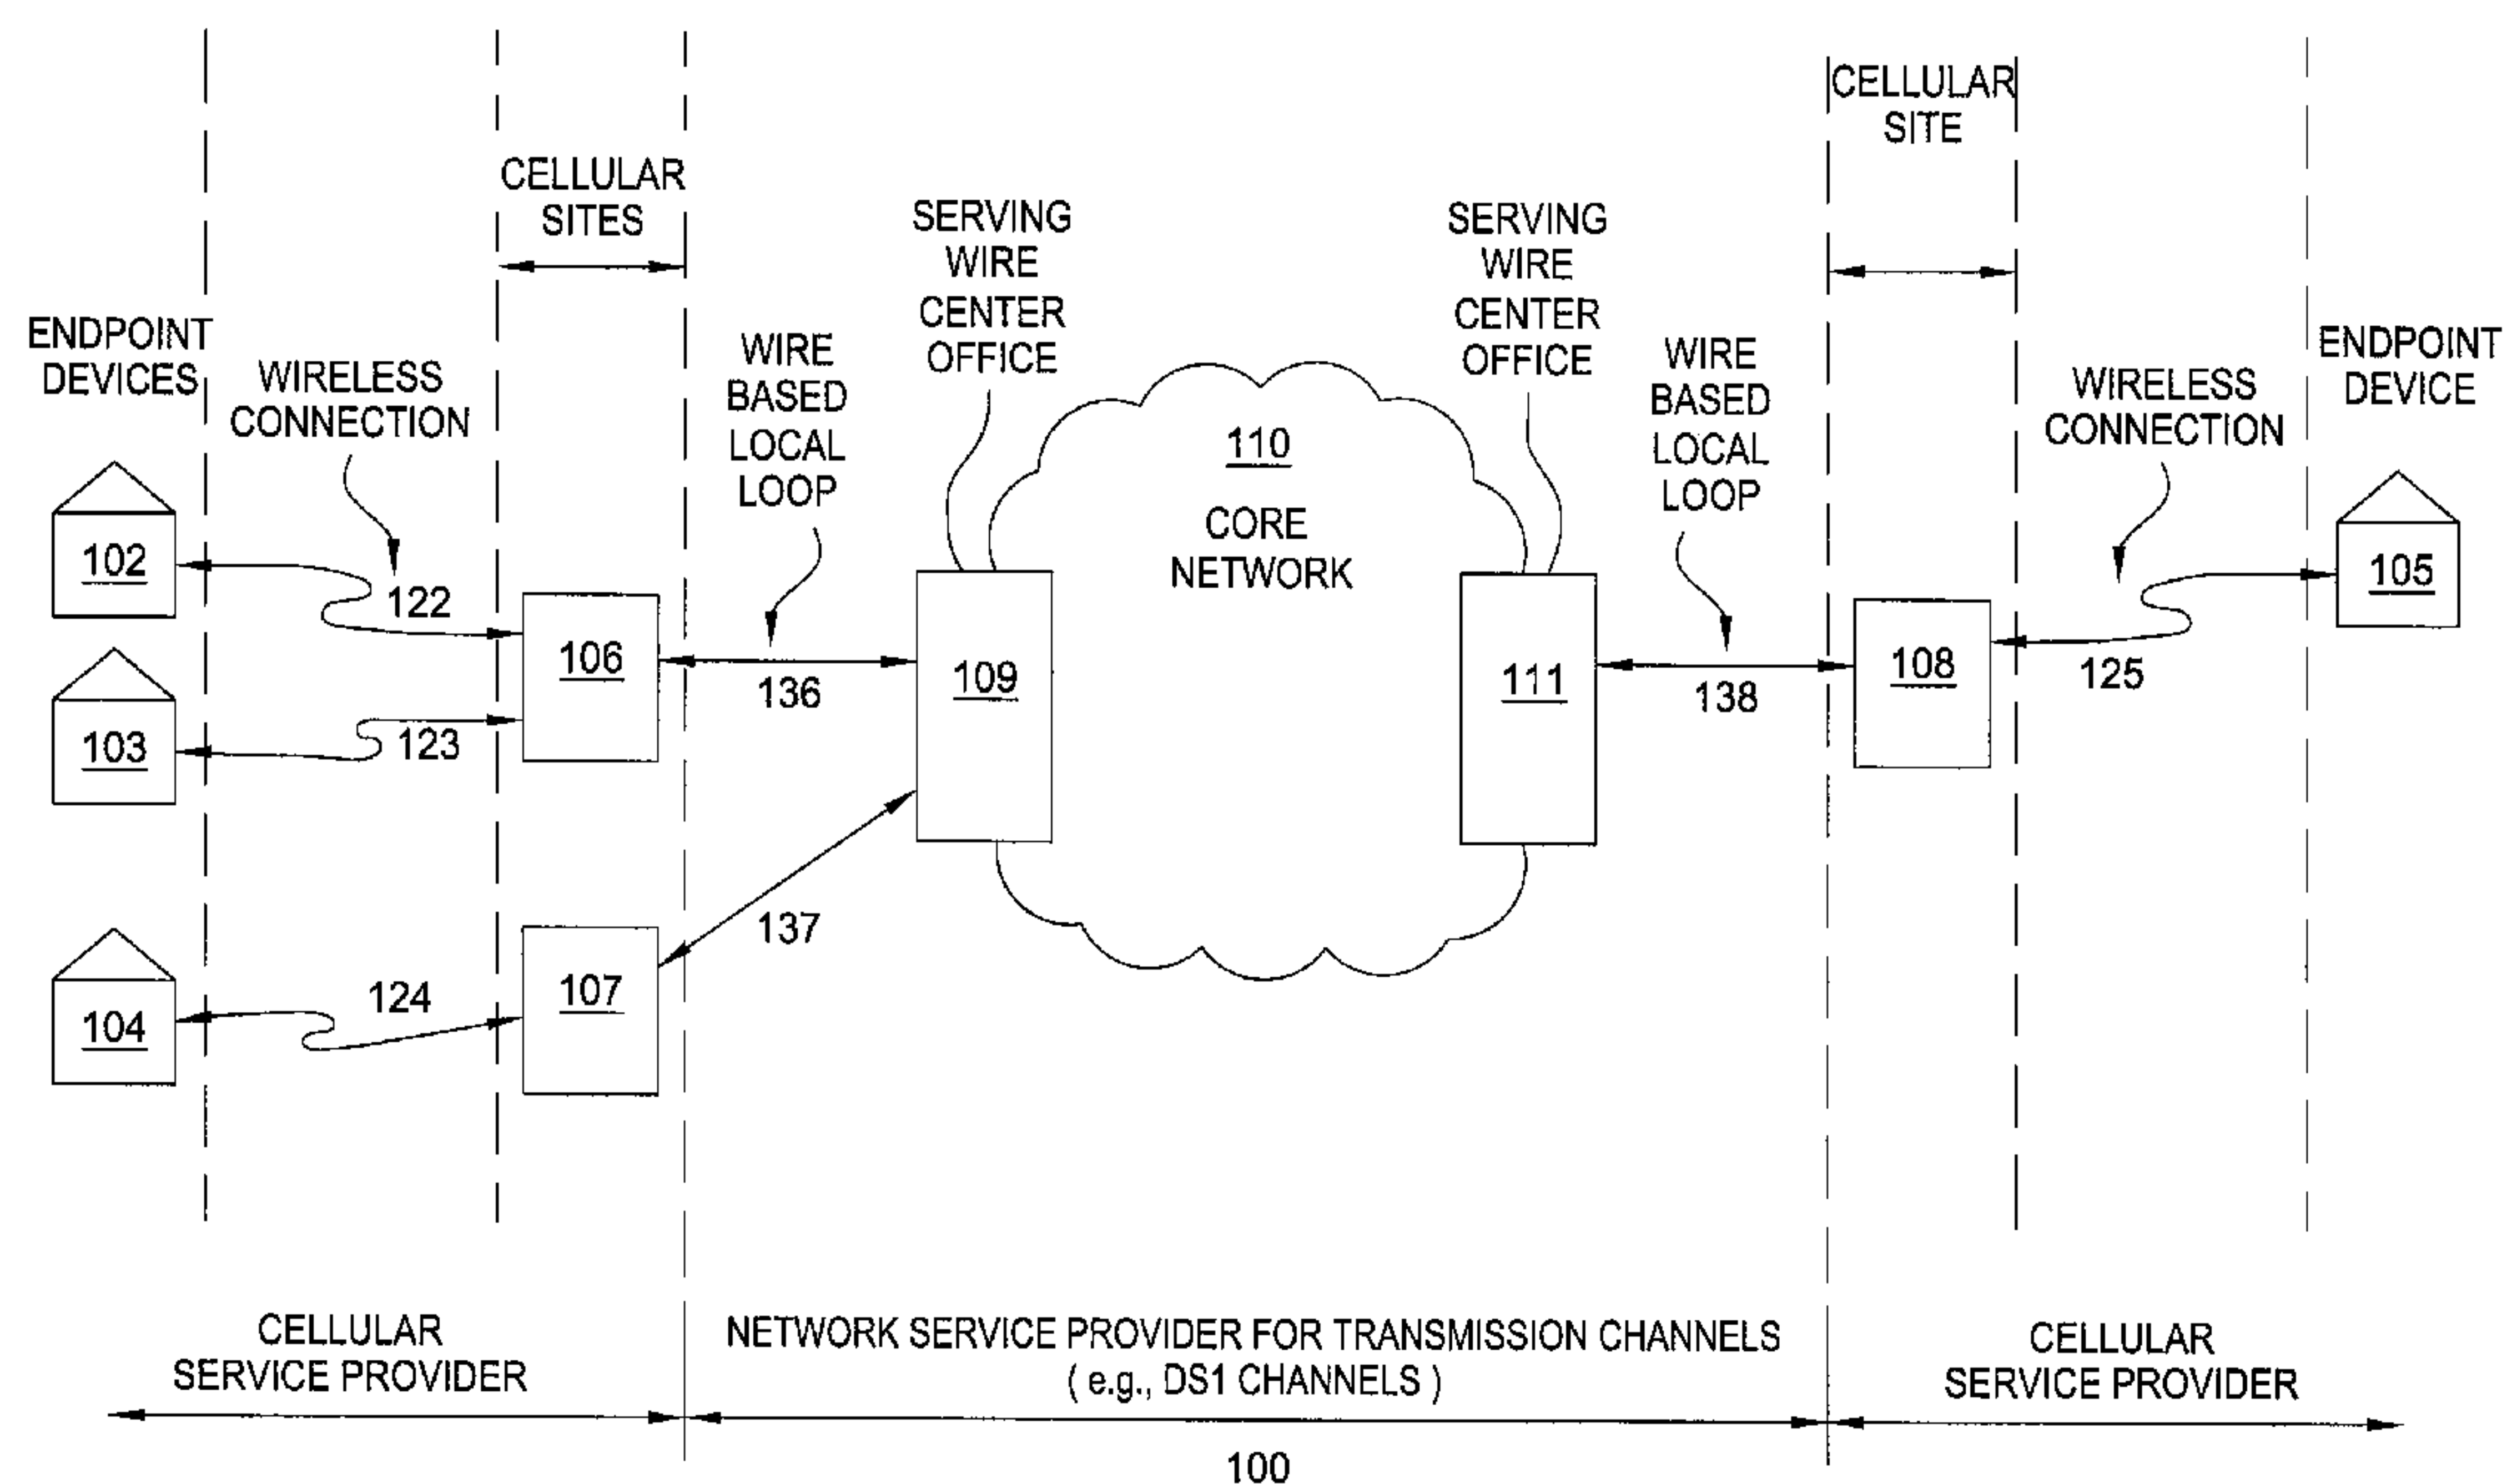 CELLULAR
SITE
CELLULAR
SITES
SERVING
WIRE
CENTER
OFFICE
SERVING
WIRE
CENTER
OFFICE
ENDPOINT
DEVICES
WIRELESS
CONNECTION
WIRE
BASED
LOCAL
LOOP
110
CORE
NETWORK
WIRE
BASED
LOCAL
LOOP
WIRELESS
CONNECTION
ENDPOINT
DEVICE
102
122
103
123
106
136
109
111
138
108
125
105
104
124
107
137
CELLULAR
SERVICE PROVIDER
NETWORK SERVICE PROVIDER FOR TRANSMISSION CHANNELS
( e.g., DS1 CHANNELS )
CELLULAR
SERVICE PROVIDER
100